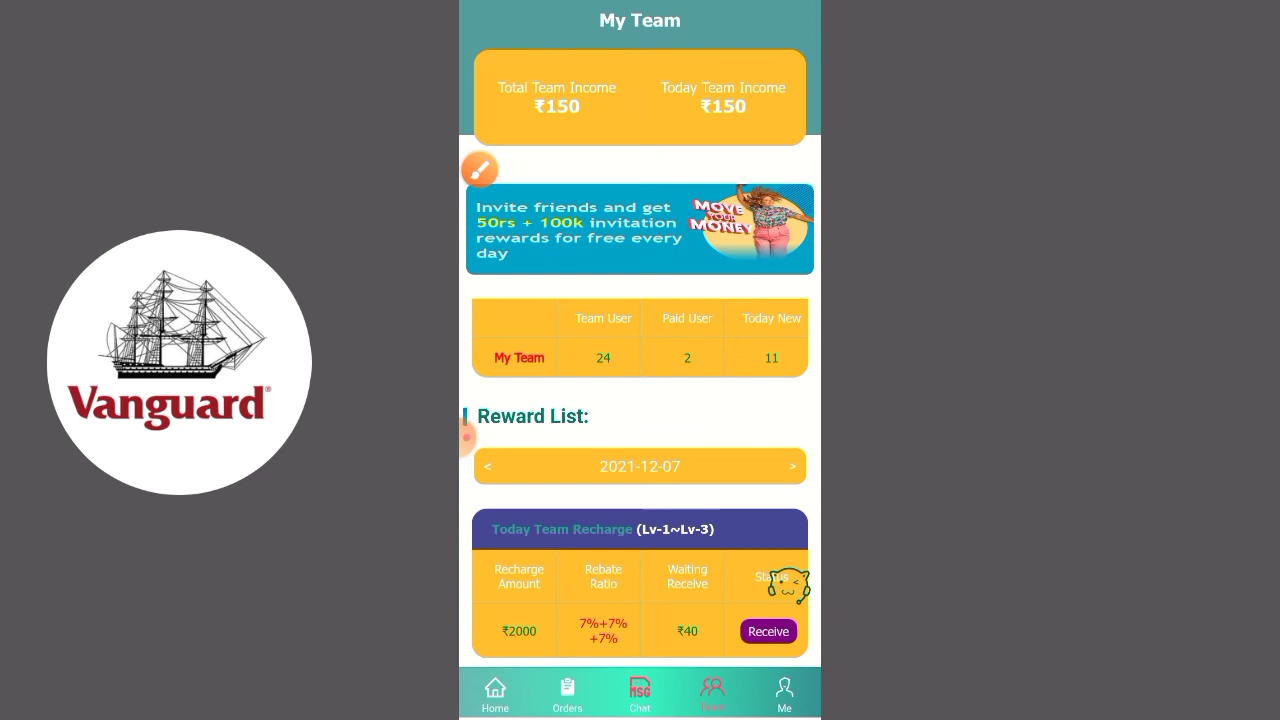 My Team
Total Team Income
₹150
Today Team Income
₹150
Invite friends and get
50rs + 100k invitation
rewards for free every
day
MOVE
YOUR
MONEY
Team User
Paid User
Today New
My Team
24
2
11
Reward List:
<
2021-12-07
>
Today Team Recharge (Lv-1~Lv-3)
Recharge
Amount
Rebate
Ratio
Waiting
Receive
Status
₹2000
7%+7%
+7%
₹40
Receive
MSG
Home
Orders
Chat
Team
Me
Vanguard®